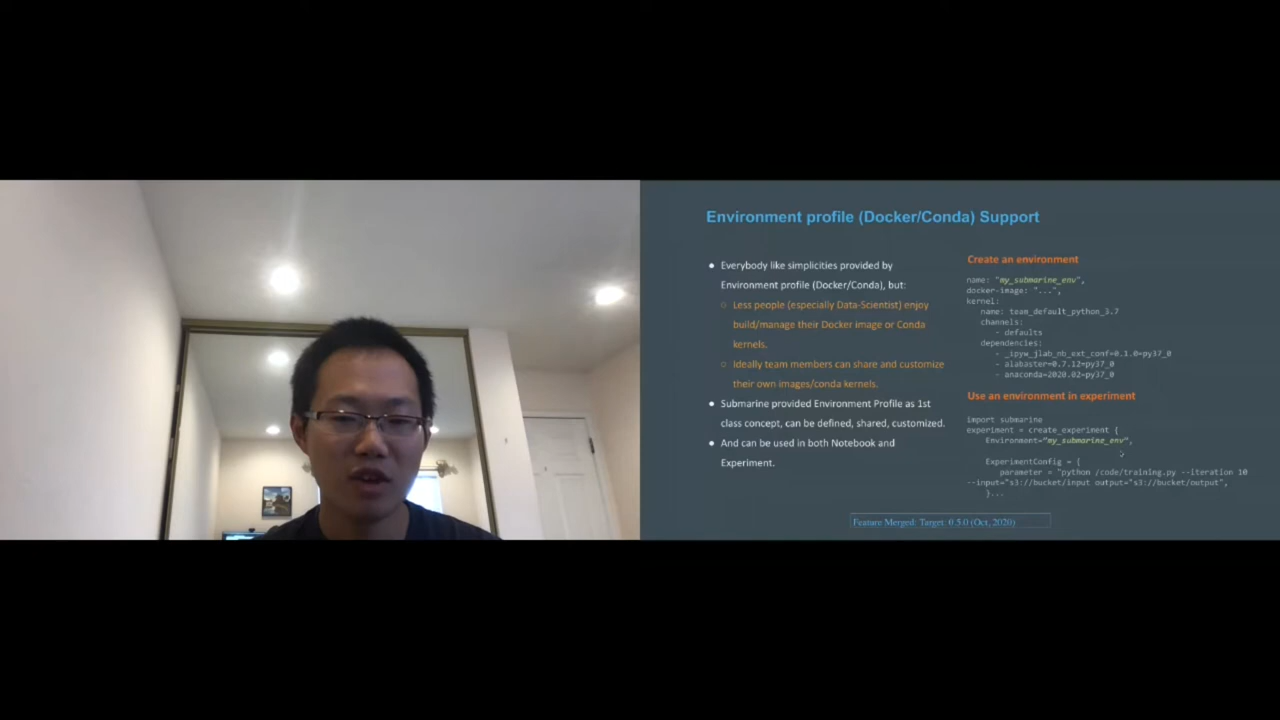 Environment profile (Docker/Conda) Support
● Everybody like simplicities provided by
Environment profile (Docker/Conda), but:
○ Less people (especially Data-Scientist) enjoy
build/manage their Docker image or Conda
kernels.
○ Ideally team members can share and customize
their own images/conda kernels.
● Submarine provided Environment Profile as 1st
class concept, can be defined, shared, customized.
● And can be used in both Notebook and
Experiment.
Create an environment
name: "my_submarine_env",
docker-image: "...",
kernel:
name: team_default_python_3.7
channels:
- defaults
dependencies:
- _ipyw_jlab_nb_ext_conf=0.1.0=py37_0
- alabaster=0.7.12=py37_0
- anaconda=2020.02=py37_0
Use an environment in experiment
import submarine
experiment = create_experiment {
Environment="my_submarine_env",
ExperimentConfig = {
parameter = "python /code/training.py --iteration 10
--input="s3://bucket/input output="s3://bucket/output",
}...
Feature Merged: Target: 0.5.0 (Oct, 2020)